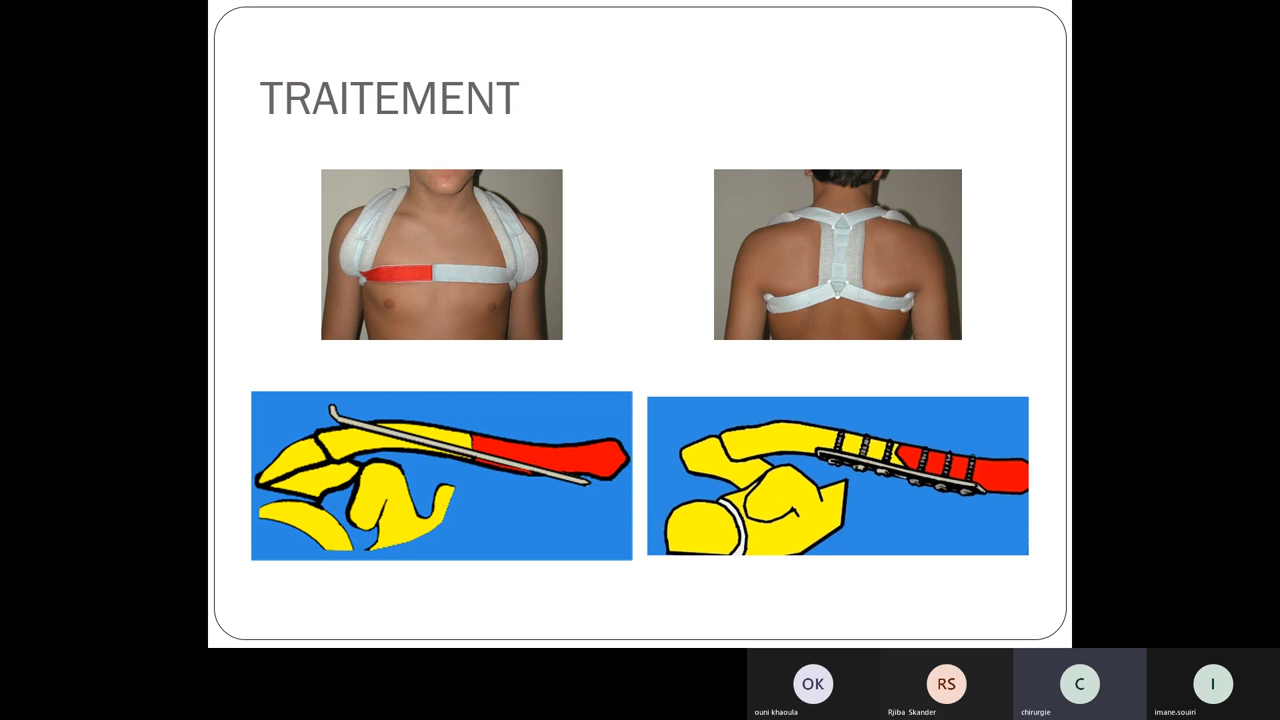 TRAITEMENT
OK
RS
C
I
ouni khaoula
Rjiba Skander
chirurgie
imane.souiri